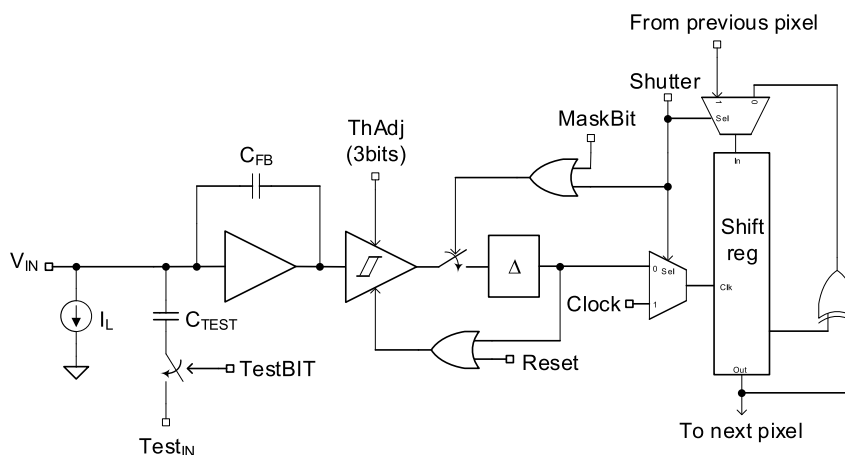 From previous pixel
Shutter
1
0
Sel
MaskBit
ThAdj
(3bits)
In
C_FB
Shift
reg
V_IN
Δ
0
Sel
Clk
I_L
C_TEST
Clock
1
TestBIT
Reset
Out
Test_IN
To next pixel